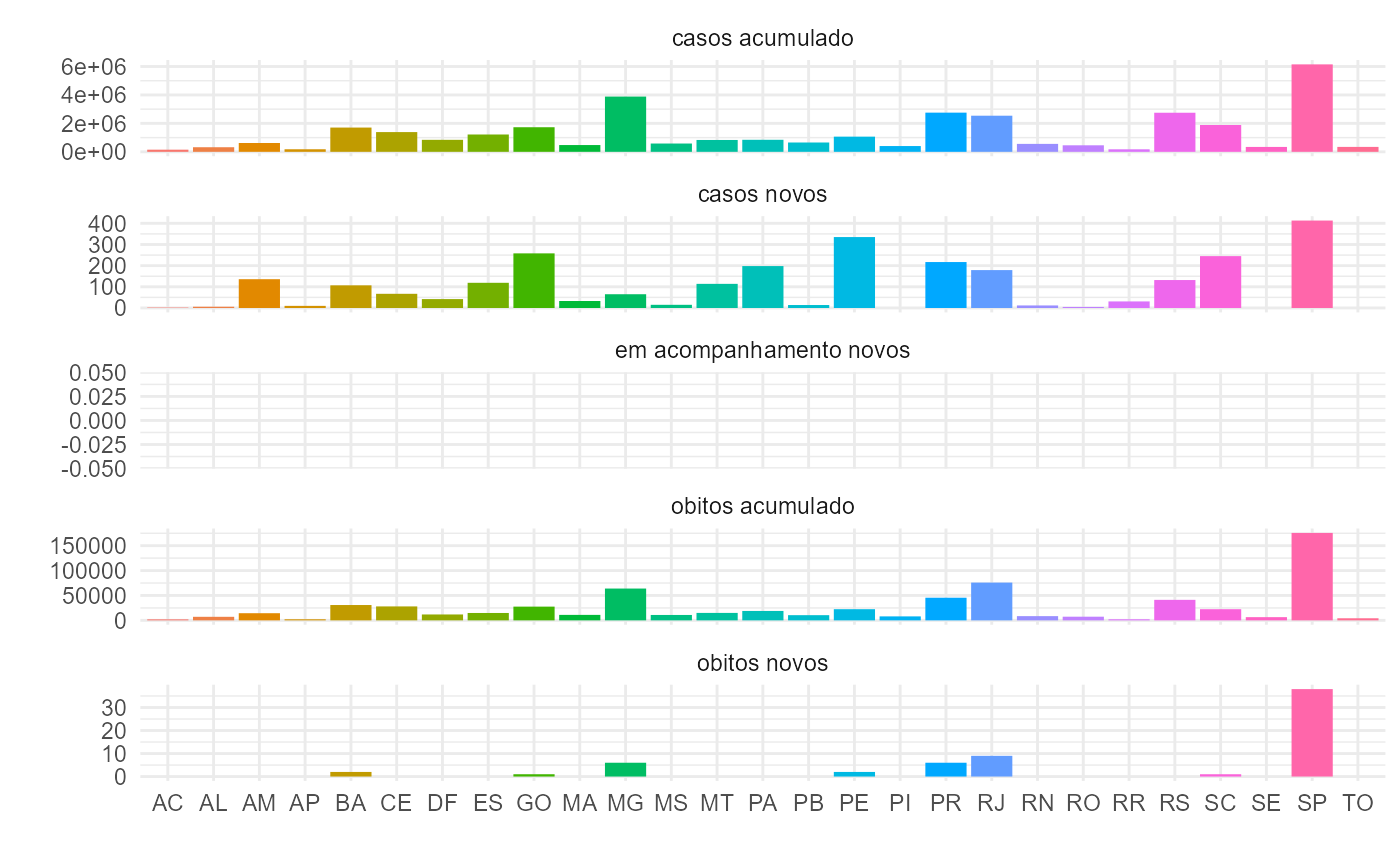 casos acumulado
6e+06
4e+06
2e+06
0e+00
casos novos
400
300
200
100
0
em acompanhamento novos
0.050
0.025
0.000
-0.025
-0.050
obitos acumulado
150000
100000
50000
0
obitos novos
30
20
10
0
AC AL AM AP BA CE DF ES GO MA MG MS MT PA PB PE PI PR RJ RN RO RR RS SC SE SP TO